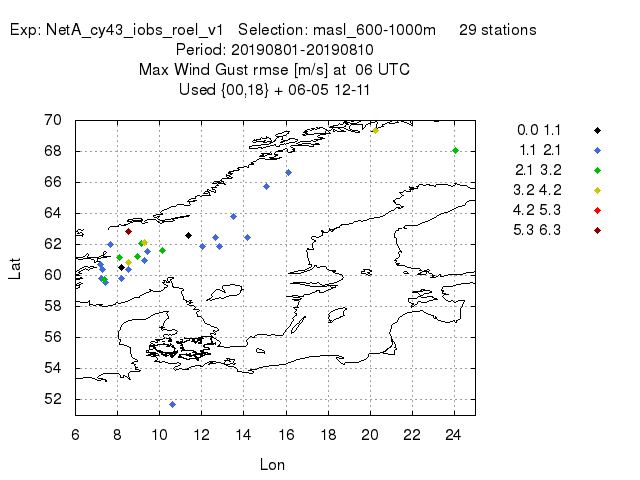 Exp: NetA_cy43_iobs_roel_v1 Selection: masl_600-1000m 29 stations
Period: 20190801-20190810
Max Wind Gust rmse [m/s] at 06 UTC
Used {00,18} + 06-05 12-11
70
68
66
64
62
60
58
56
54
52
Lat
6 8 10 12 14 16 18 20 22 24
Lon
0.0 1.1
1.1 2.1
2.1 3.2
3.2 4.2
4.2 5.3
5.3 6.3